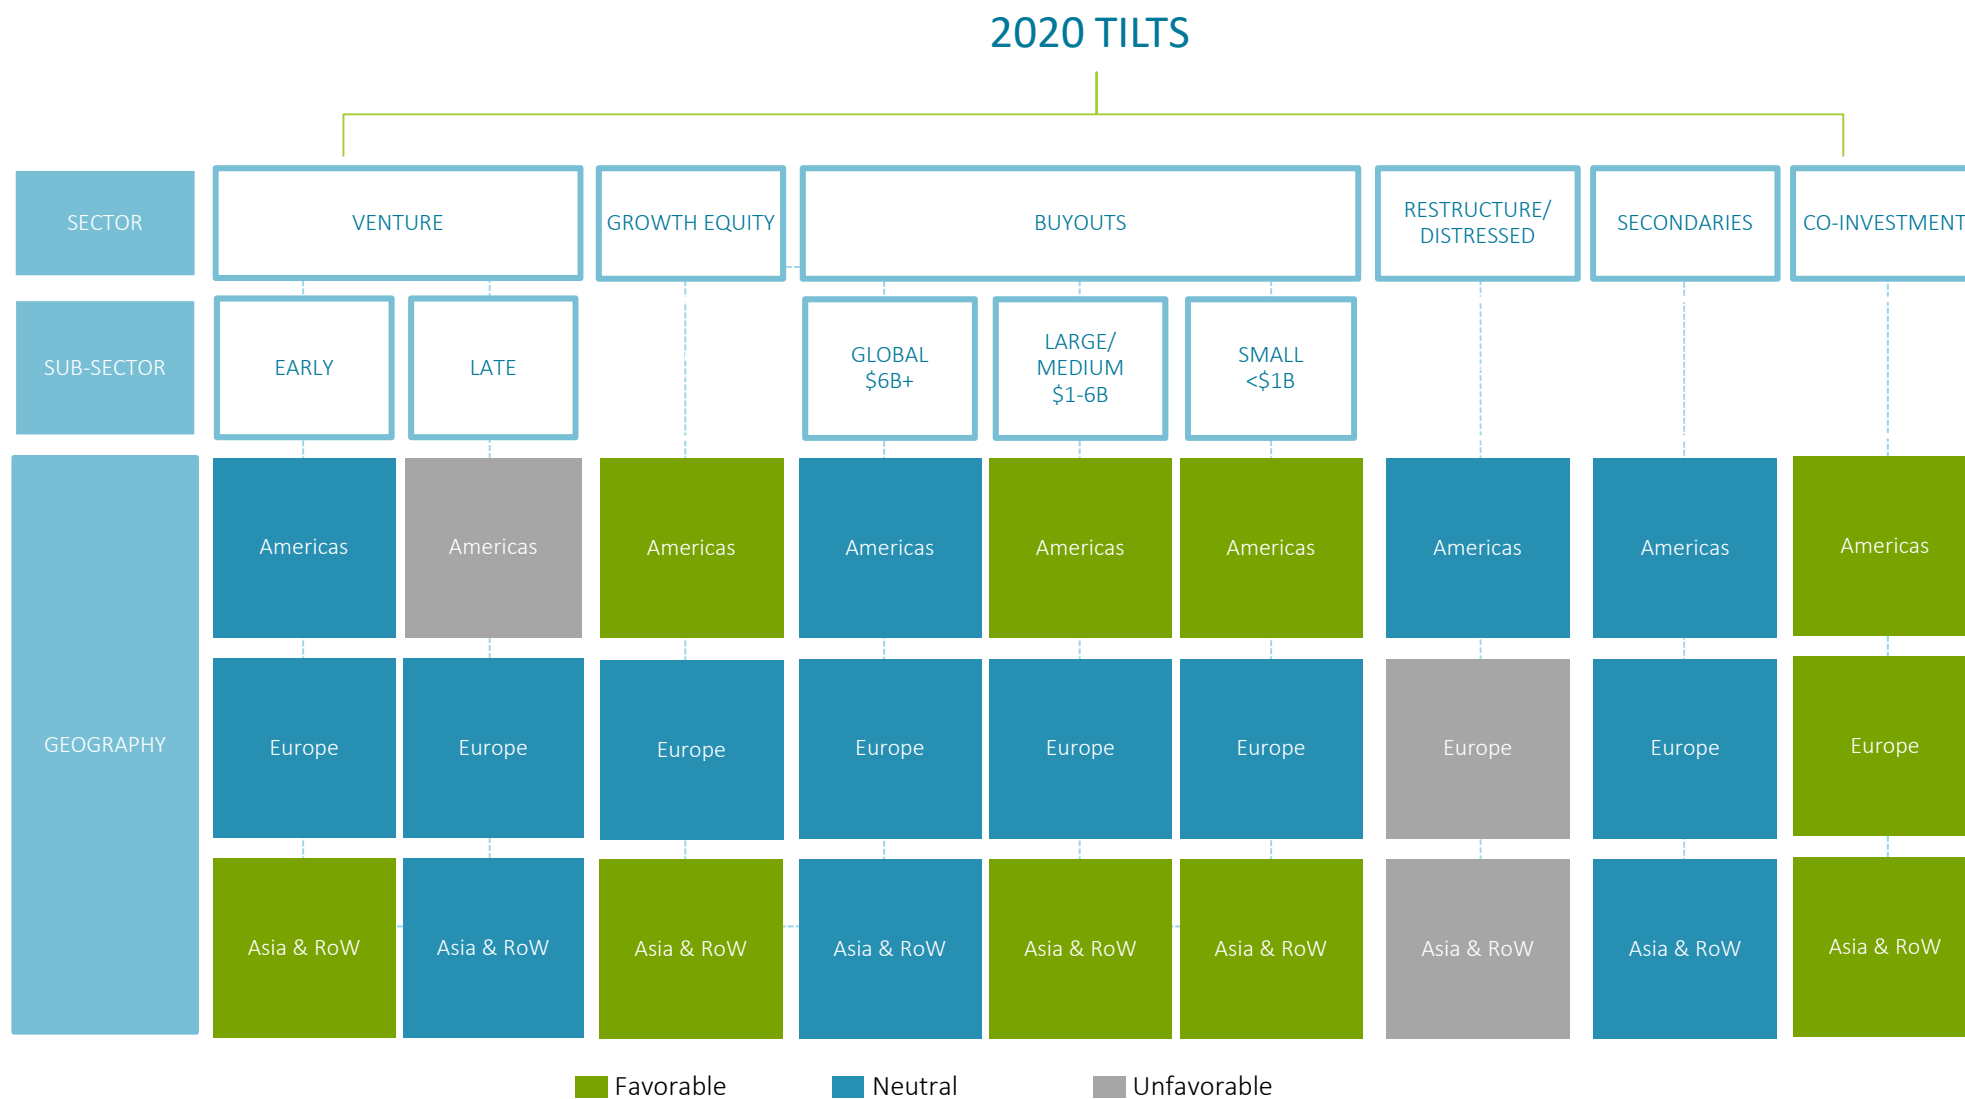 2020 TILTS
SECTOR
VENTURE
GROWTH EQUITY
BUYOUTS
RESTRUCTURE/
DISTRESSED
SECONDARIES
CO-INVESTMENT
SUB-SECTOR
EARLY
LATE
GLOBAL
$6B+
LARGE/
MEDIUM
$1-6B
SMALL
<$1B
GEOGRAPHY
Americas
Americas
Americas
Americas
Americas
Americas
Americas
Americas
Americas
Europe
Europe
Europe
Europe
Europe
Europe
Europe
Europe
Europe
Asia & RoW
Asia & RoW
Asia & RoW
Asia & RoW
Asia & RoW
Asia & RoW
Asia & RoW
Asia & RoW
Asia & RoW
Favorable
Neutral
Unfavorable